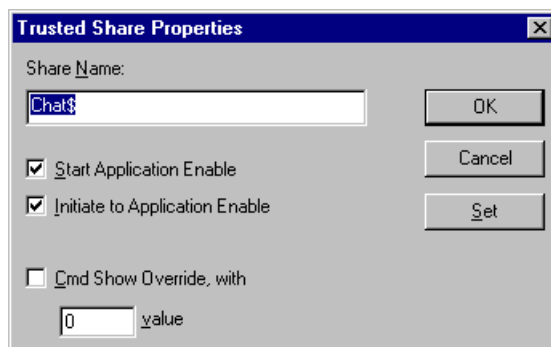 Trusted Share Properties
Share Name:
Chat$
OK
Cancel
Start Application Enable
Initiate to Application Enable
Set
Cmd Show Override, with
0 value